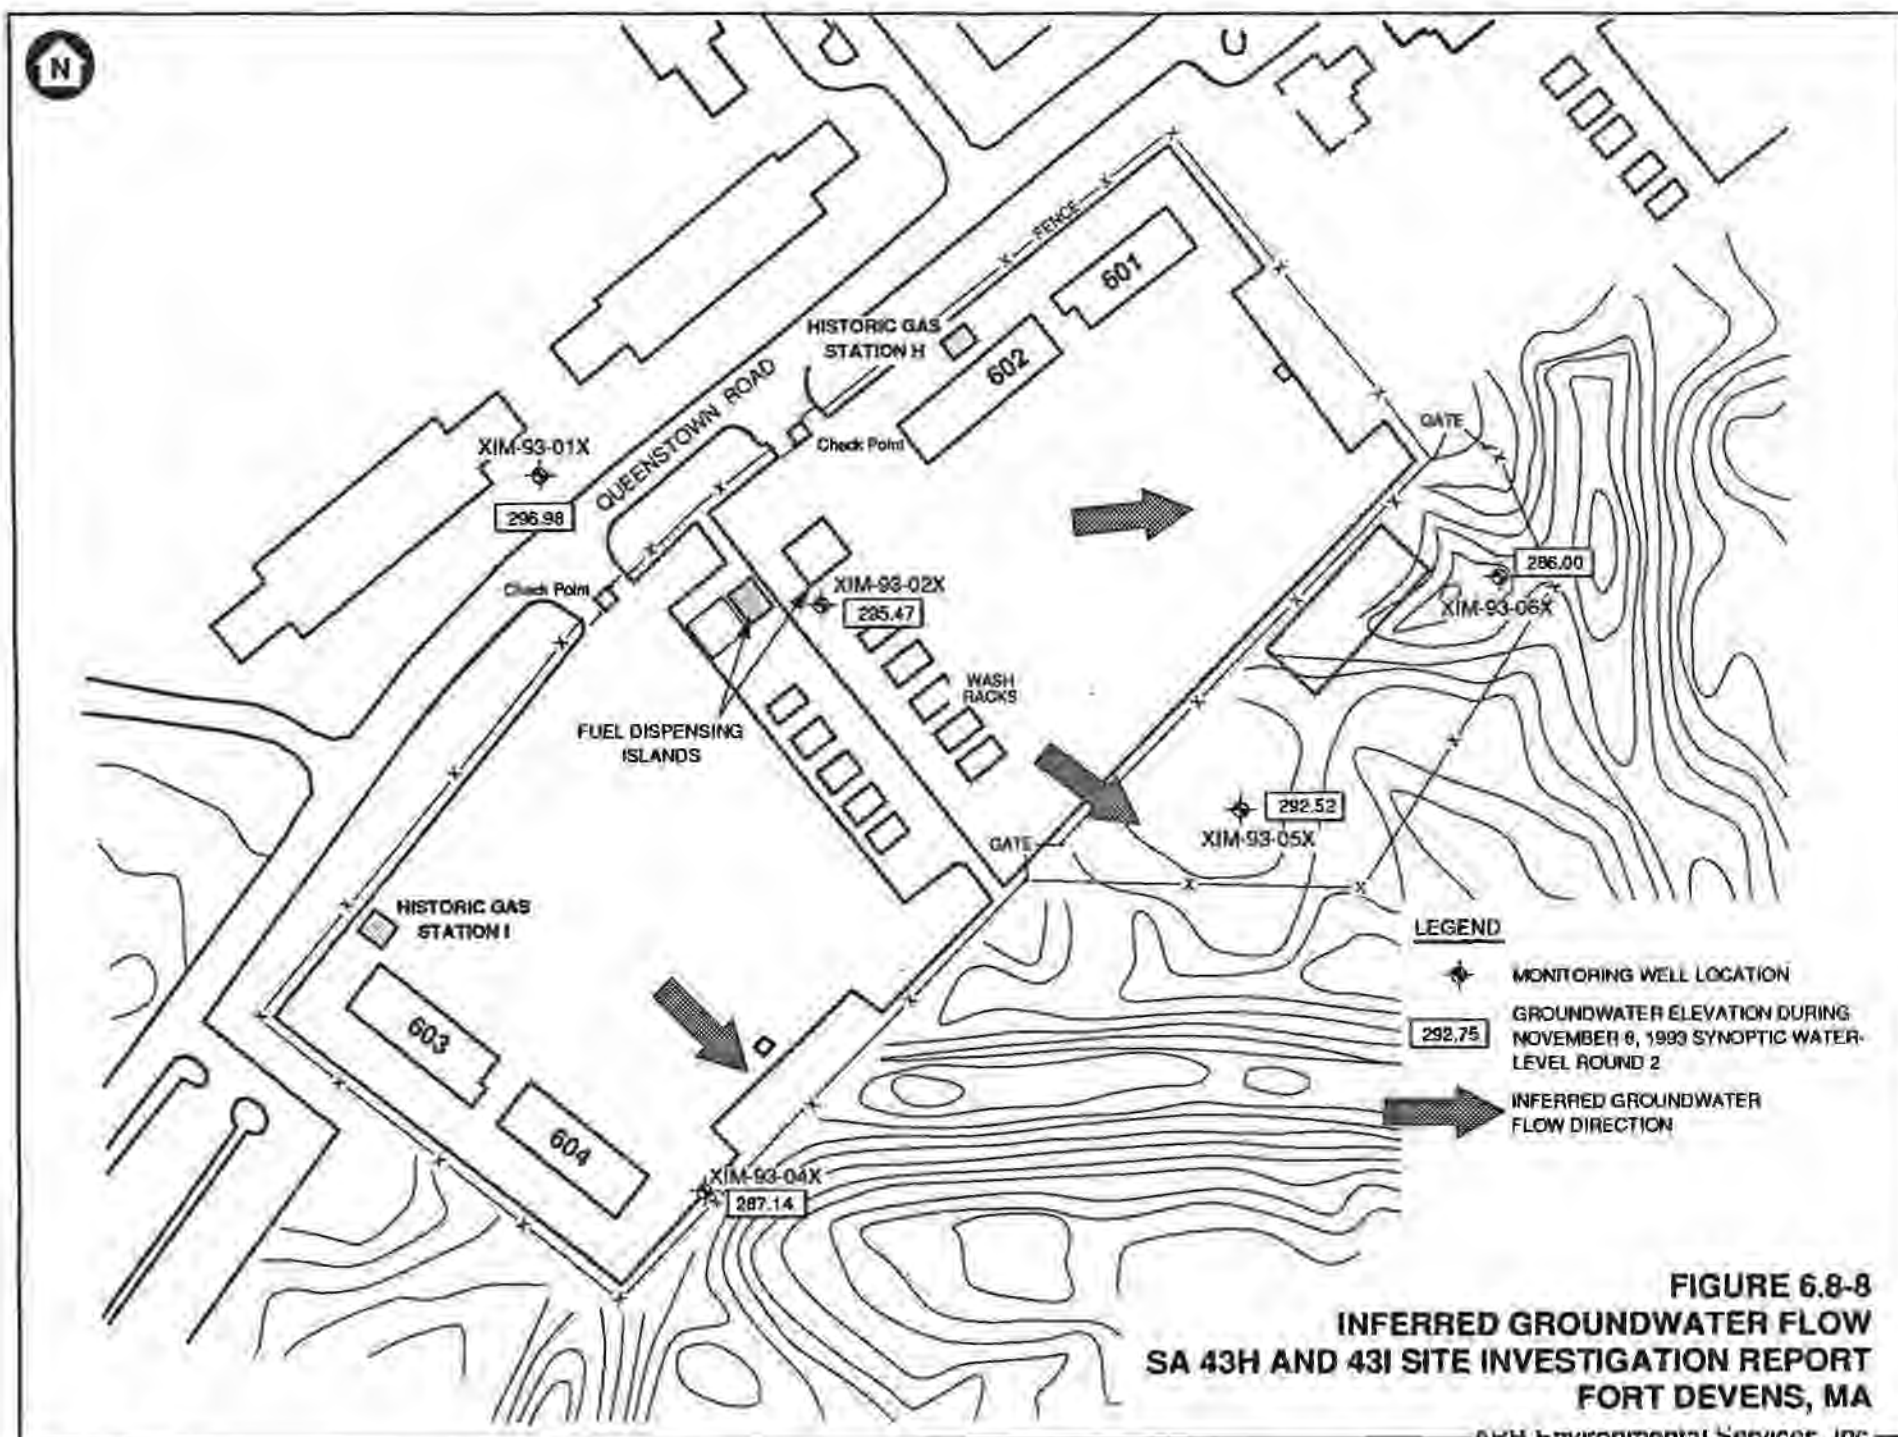 N
FENCE
601
HISTORIC GAS
STATION H
602
QUEENSTOWN ROAD
Check Point
GATE
XIM-93-01X
296.98
XIM-93-02X
295.47
286.00
XIM-93-06X
Check Point
WASH
RACKS
FUEL DISPENSING
ISLANDS
292.52
XIM-93-05X
GATE
HISTORIC GAS
STATION I
603
604
XIM-93-04X
287.14
LEGEND
MONITORING WELL LOCATION
292.75
GROUNDWATER ELEVATION DURING
NOVEMBER 8, 1993 SYNOPTIC WATER-
LEVEL ROUND 2
INFERRED GROUNDWATER
FLOW DIRECTION
FIGURE 6.8-8
INFERRED GROUNDWATER FLOW
SA 43H AND 43I SITE INVESTIGATION REPORT
FORT DEVENS, MA
Environmental Services, Inc